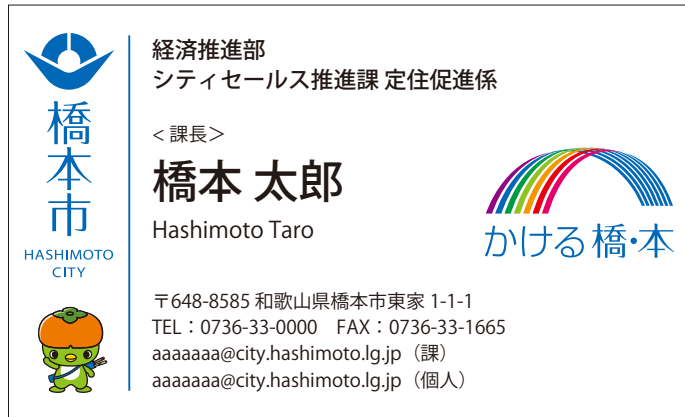 橋本市
HASHIMOTO
CITY
経済推進部
シティセールス推進課 定住促進係
<課長>
橋本 太郎
Hashimoto Taro
かける橋・本
〒648-8585 和歌山県橋本市東家 1-1-1
TEL：0736-33-0000　FAX：0736-33-1665
aaaaaaa@city.hashimoto.lg.jp（課）
aaaaaaa@city.hashimoto.lg.jp（個人）